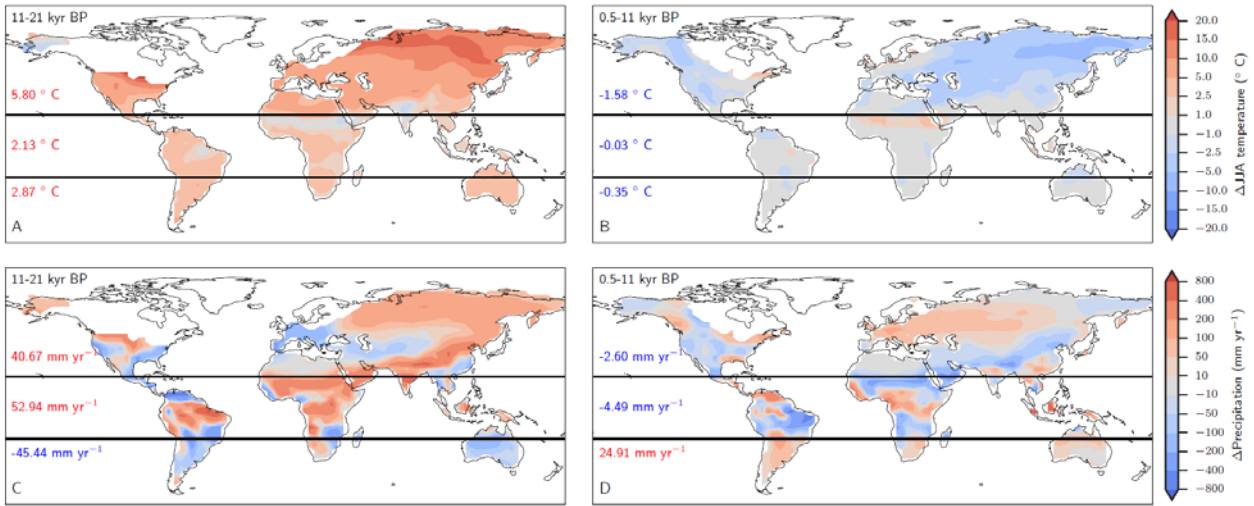 11-21 kyr BP
5.80 ° C
2.13 ° C
2.87 ° C
A
0.5-11 kyr BP
-1.58 ° C
-0.03 ° C
-0.35 ° C
B
20.0
15.0
10.0
5.0
2.5
1.0
−1.0
−2.5
−5.0
−10.0
−15.0
−20.0
ΔJJA temperature (° C)
11-21 kyr BP
40.67 mm yr⁻¹
52.94 mm yr⁻¹
-45.44 mm yr⁻¹
C
0.5-11 kyr BP
-2.60 mm yr⁻¹
-4.49 mm yr⁻¹
24.91 mm yr⁻¹
D
800
400
200
100
50
10
−10
−50
−100
−200
−400
−800
ΔPrecipitation (mm yr⁻¹)